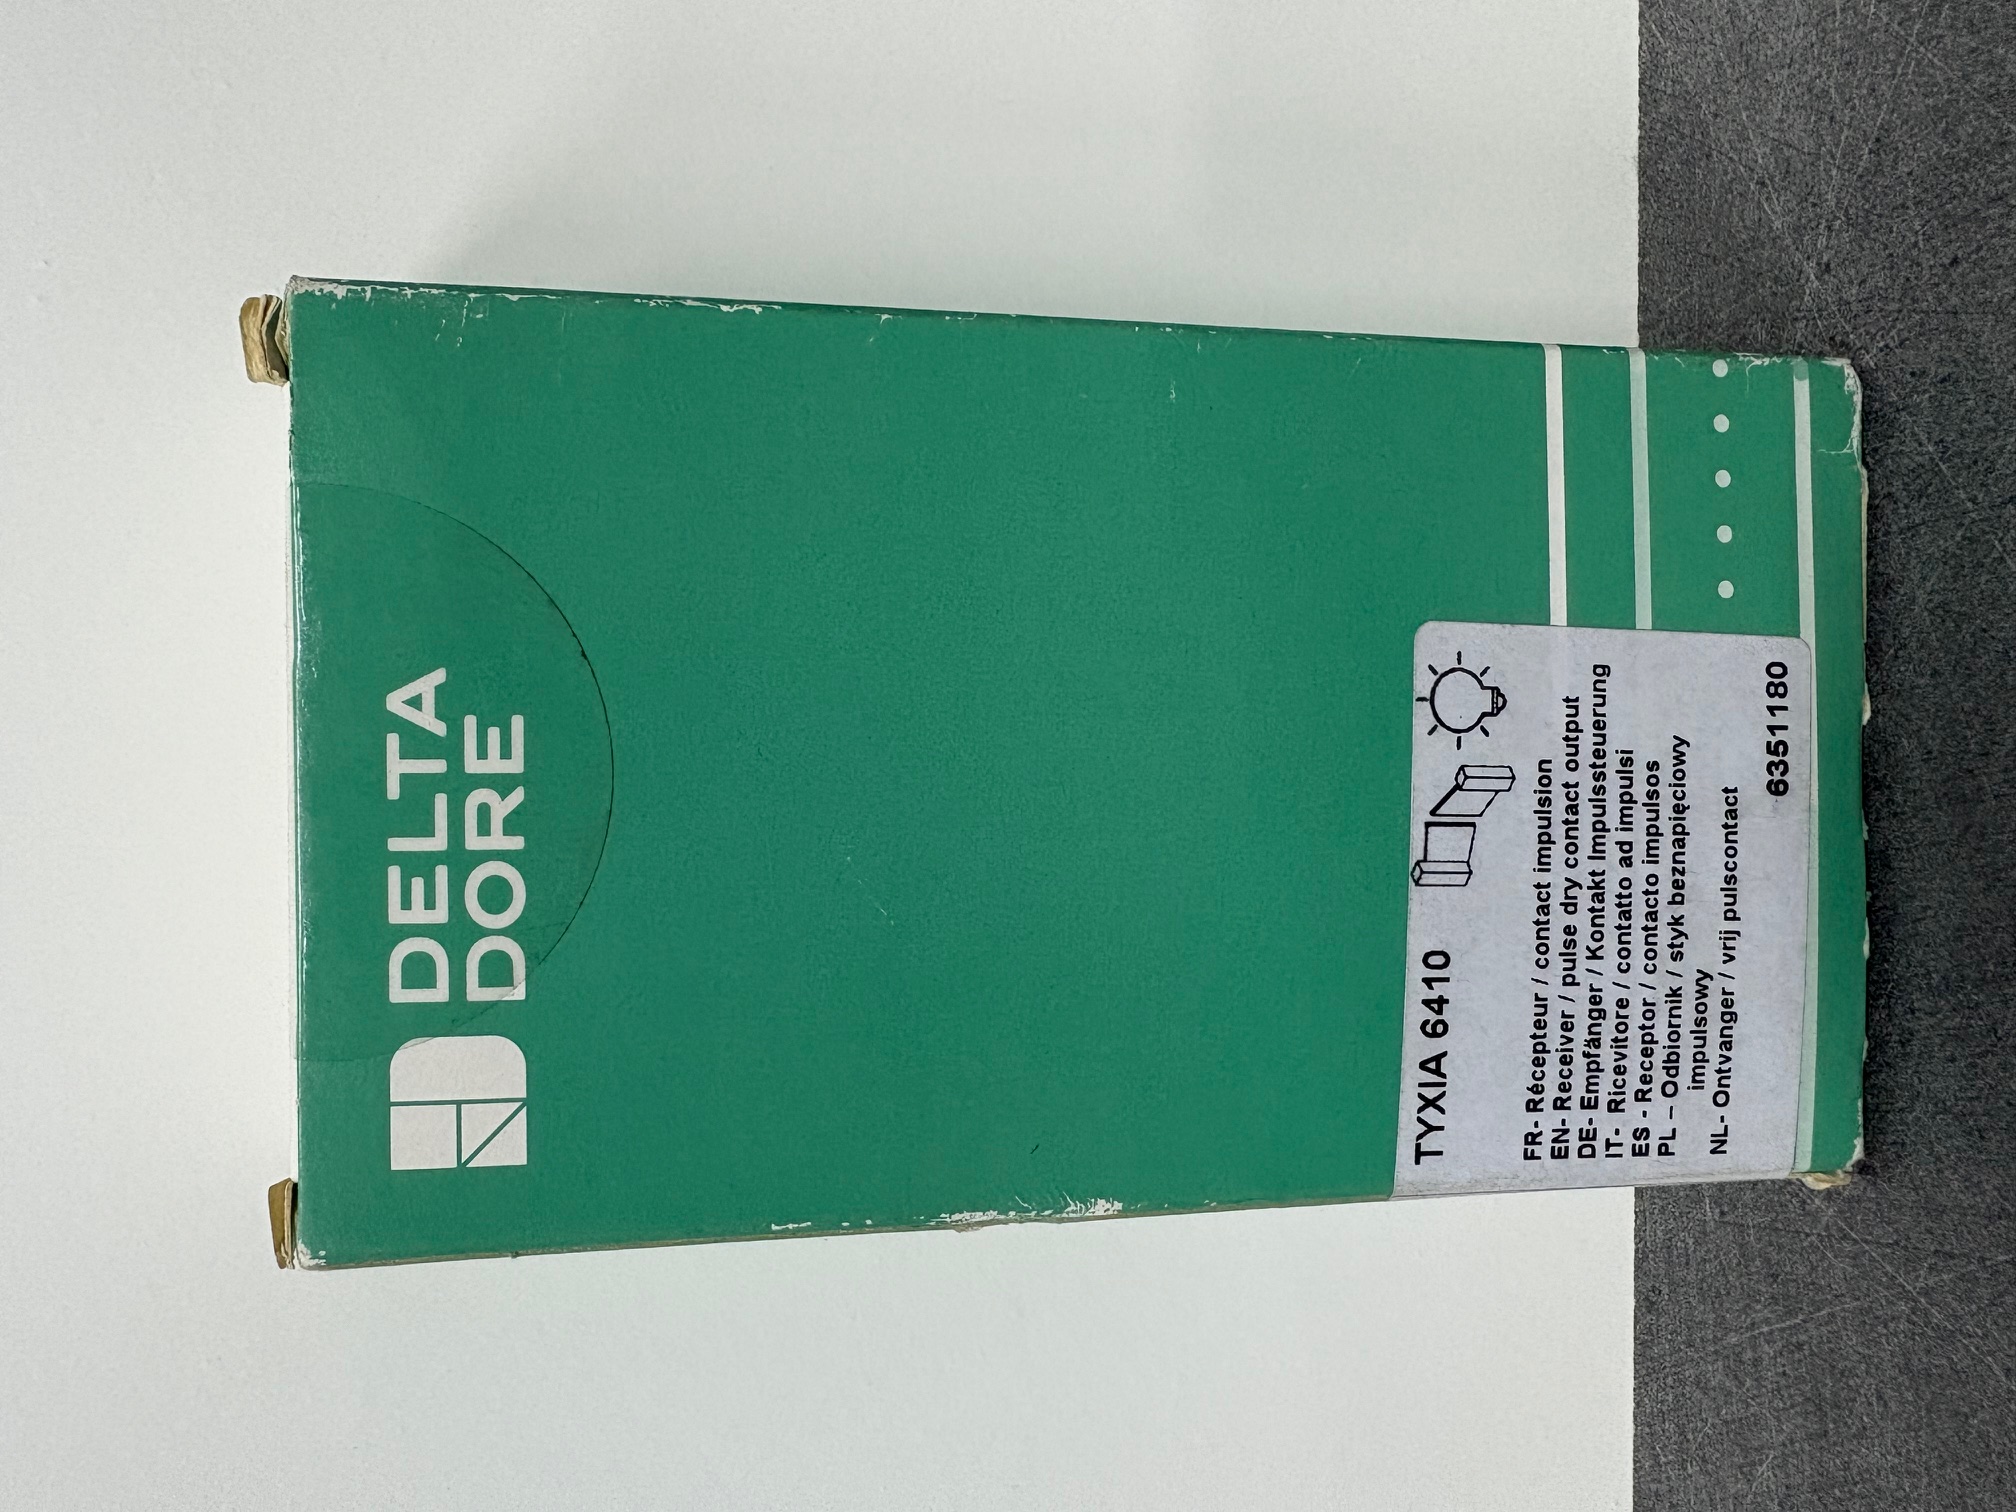 DELTA
DORE
TYXIA 6410
FR- Récepteur / contact impulsion
EN- Receiver / pulse dry contact output
DE- Empfänger / Kontakt Impulssteuerung
IT- Ricevitore / contatto ad impulsi
ES - Receptor / contacto impulsos
PL – Odbiornik / styk beznapięciowy
impulsowy
NL- Ontvanger / vrij pulscontact
6351180